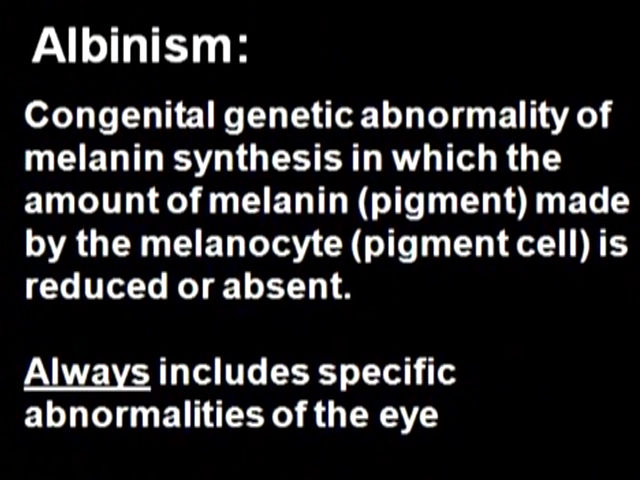 Albinism:
Congenital genetic abnormality of
melanin synthesis in which the
amount of melanin (pigment) made
by the melanocyte (pigment cell) is
reduced or absent.
Always includes specific
abnormalities of the eye